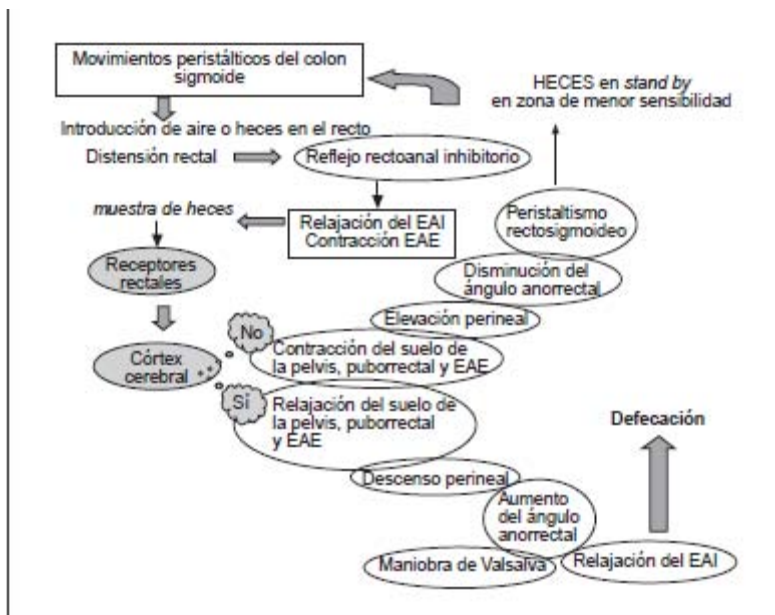 Movimientos peristálticos del colon
sigmoide
HECES en stand by
en zona de menor sensibilidad
Introducción de aire o heces en el recto
Distensión rectal
Reflejo rectoanal inhibitorio
muestra de heces
Relajación del EAI
Contracción EAE
Peristaltismo
rectosigmoideo
Receptores
rectales
Disminución del
ángulo anorrectal
Elevación perineal
No
Contracción del suelo de
la pelvis, puborrectal y EAE
Córtex
cerebral
Sí
Relajación del suelo de
la pelvis, puborrectal
y EAE
Defecación
Descenso perineal
Aumento
del ángulo
anorrectal
Maniobra de Valsalva
Relajación del EAI